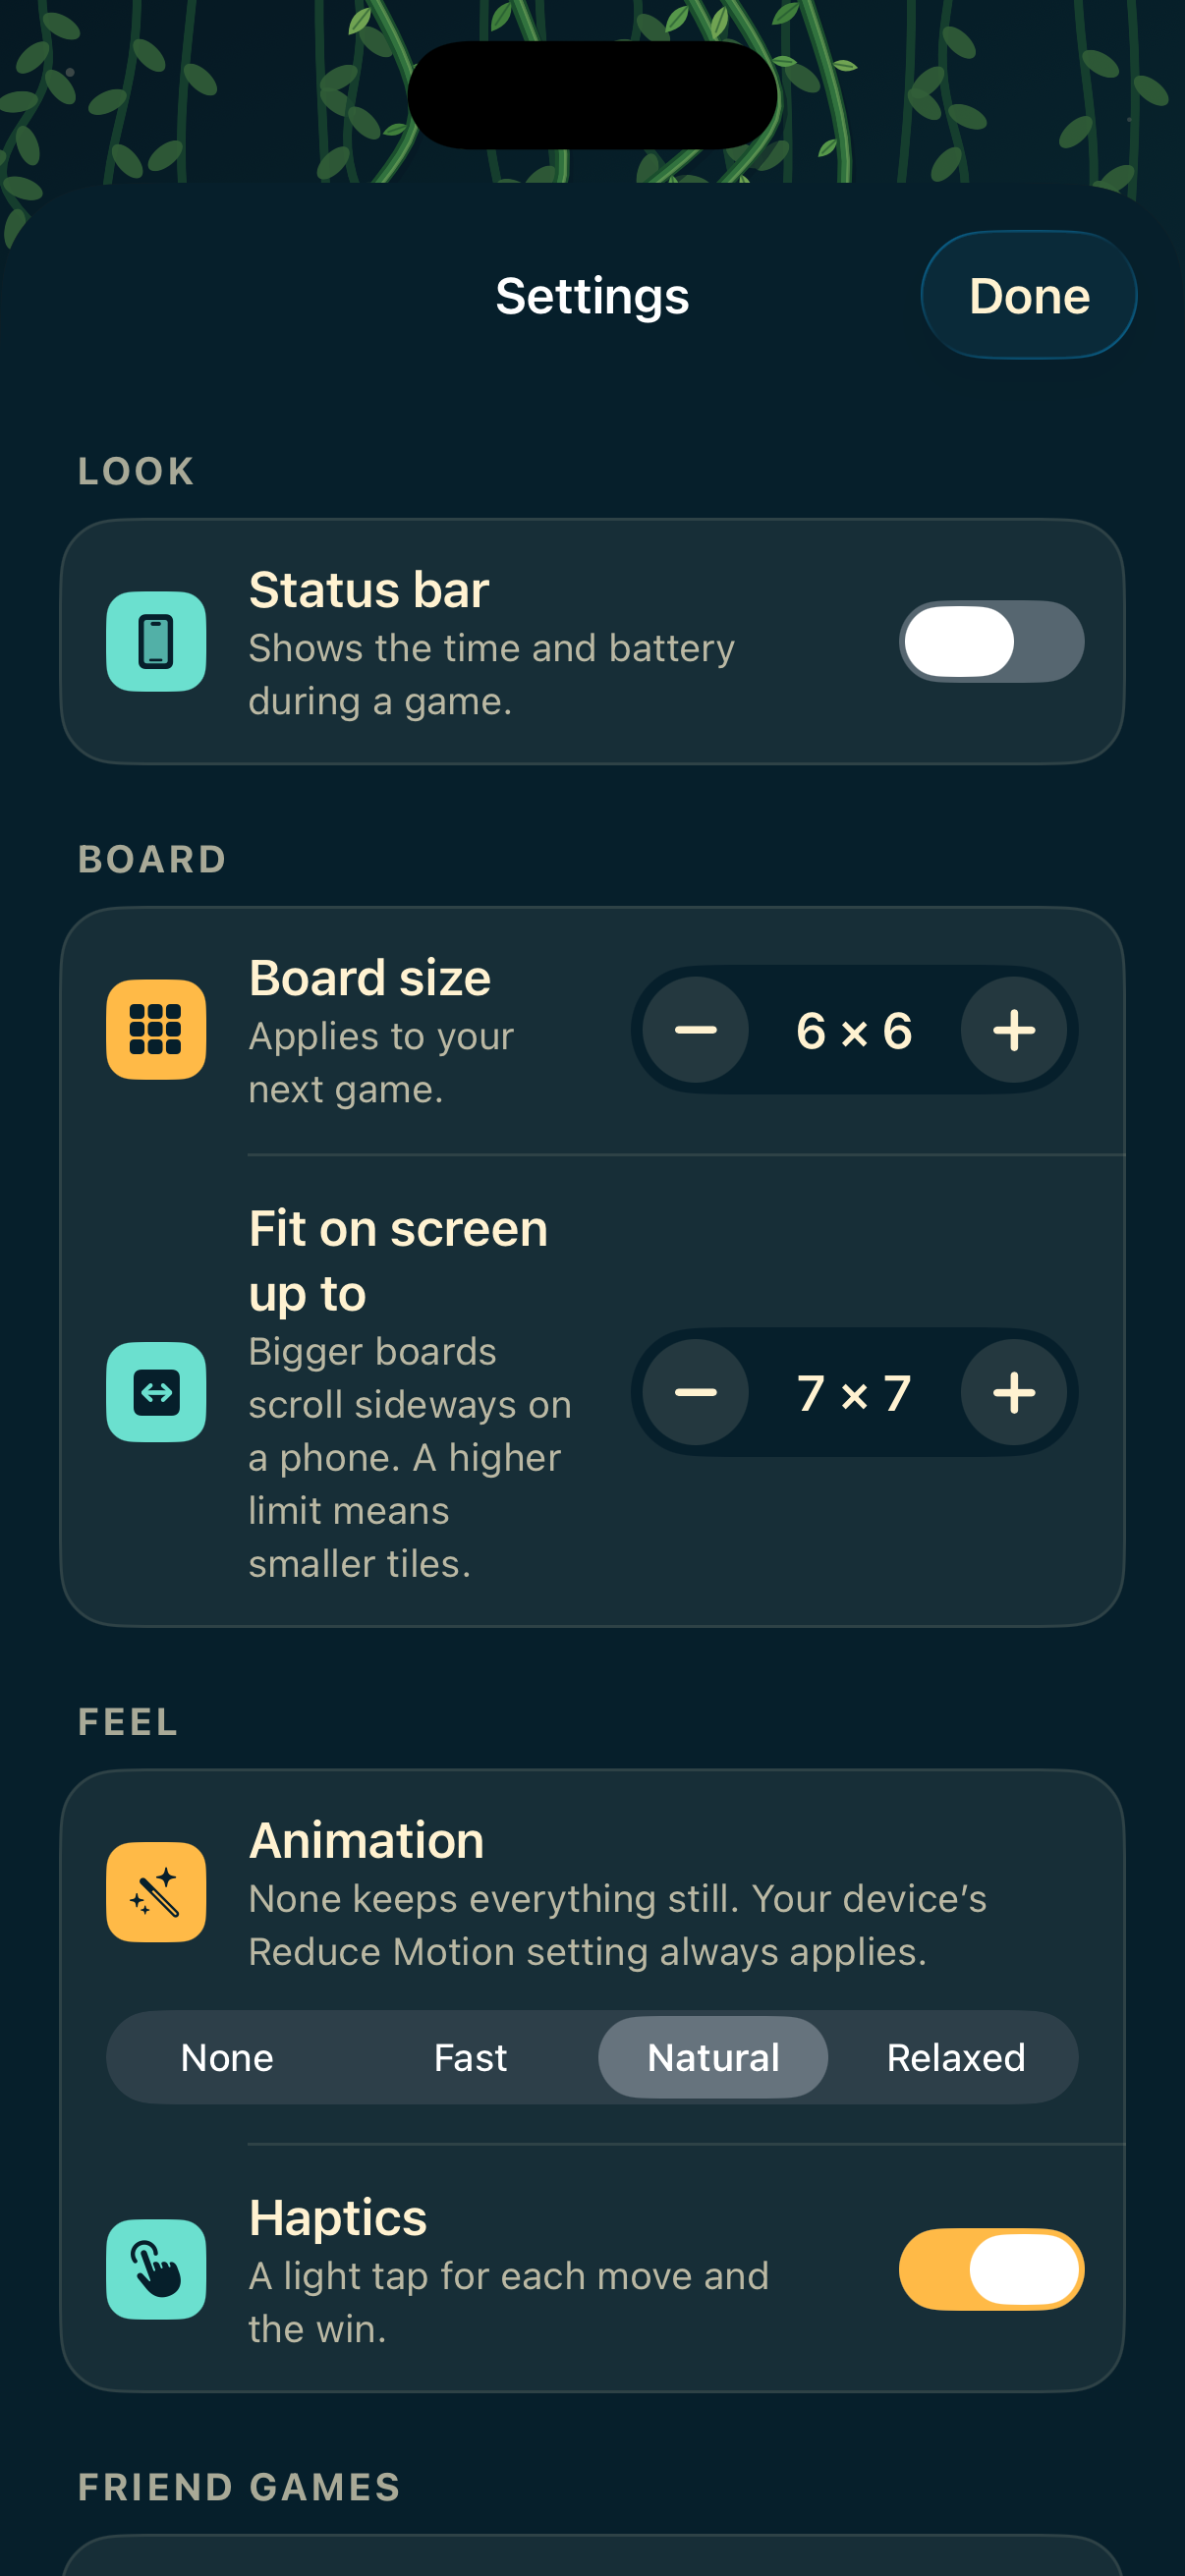 Settings
Done
LOOK
Status bar
Shows the time and battery
during a game.
BOARD
Board size
Applies to your
next game.
6 × 6
Fit on screen
up to
Bigger boards
scroll sideways on
a phone. A higher
limit means
smaller tiles.
7 × 7
FEEL
Animation
None keeps everything still. Your device’s
Reduce Motion setting always applies.
None Fast Natural Relaxed
Haptics
A light tap for each move and
the win.
FRIEND GAMES